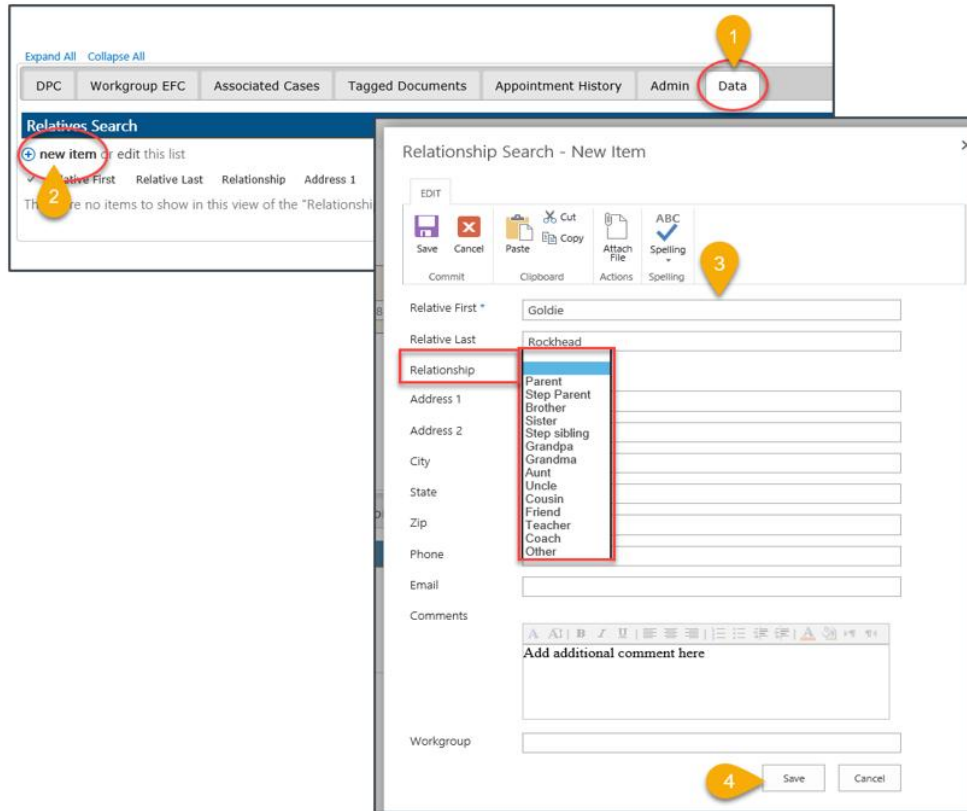 1
Expand All Collapse All
DPC Workgroup EFC Associated Cases Tagged Documents Appointment History Admin Data
Relatives Search
new item or edit this list
2
First Relative Last Relationship Address 1
no items to show in this view of the "Relationshi
Relationship Search - New Item
EDIT
Save Cancel Paste Cut Copy Attach File ABC Spelling
Commit Clipboard Actions Spelling
3
Relative First * Goldie
Relative Last Rockhead
Relationship
Parent
Step Parent
Brother
Sister
Step sibling
Grandpa
Grandma
Aunt
Uncle
Cousin
Friend
Teacher
Coach
Other
Address 1
Address 2
City
State
Zip
Phone
Email
Comments
Add additional comment here
Workgroup
4 Save Cancel